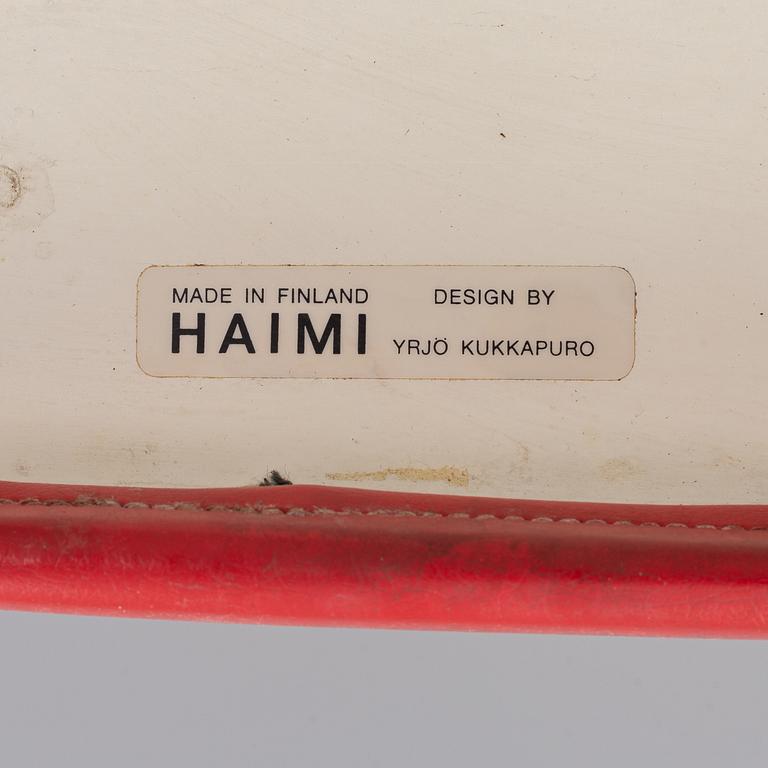 MADE IN FINLAND
HAIMI
DESIGN BY
YRJÖ KUKKAPURO